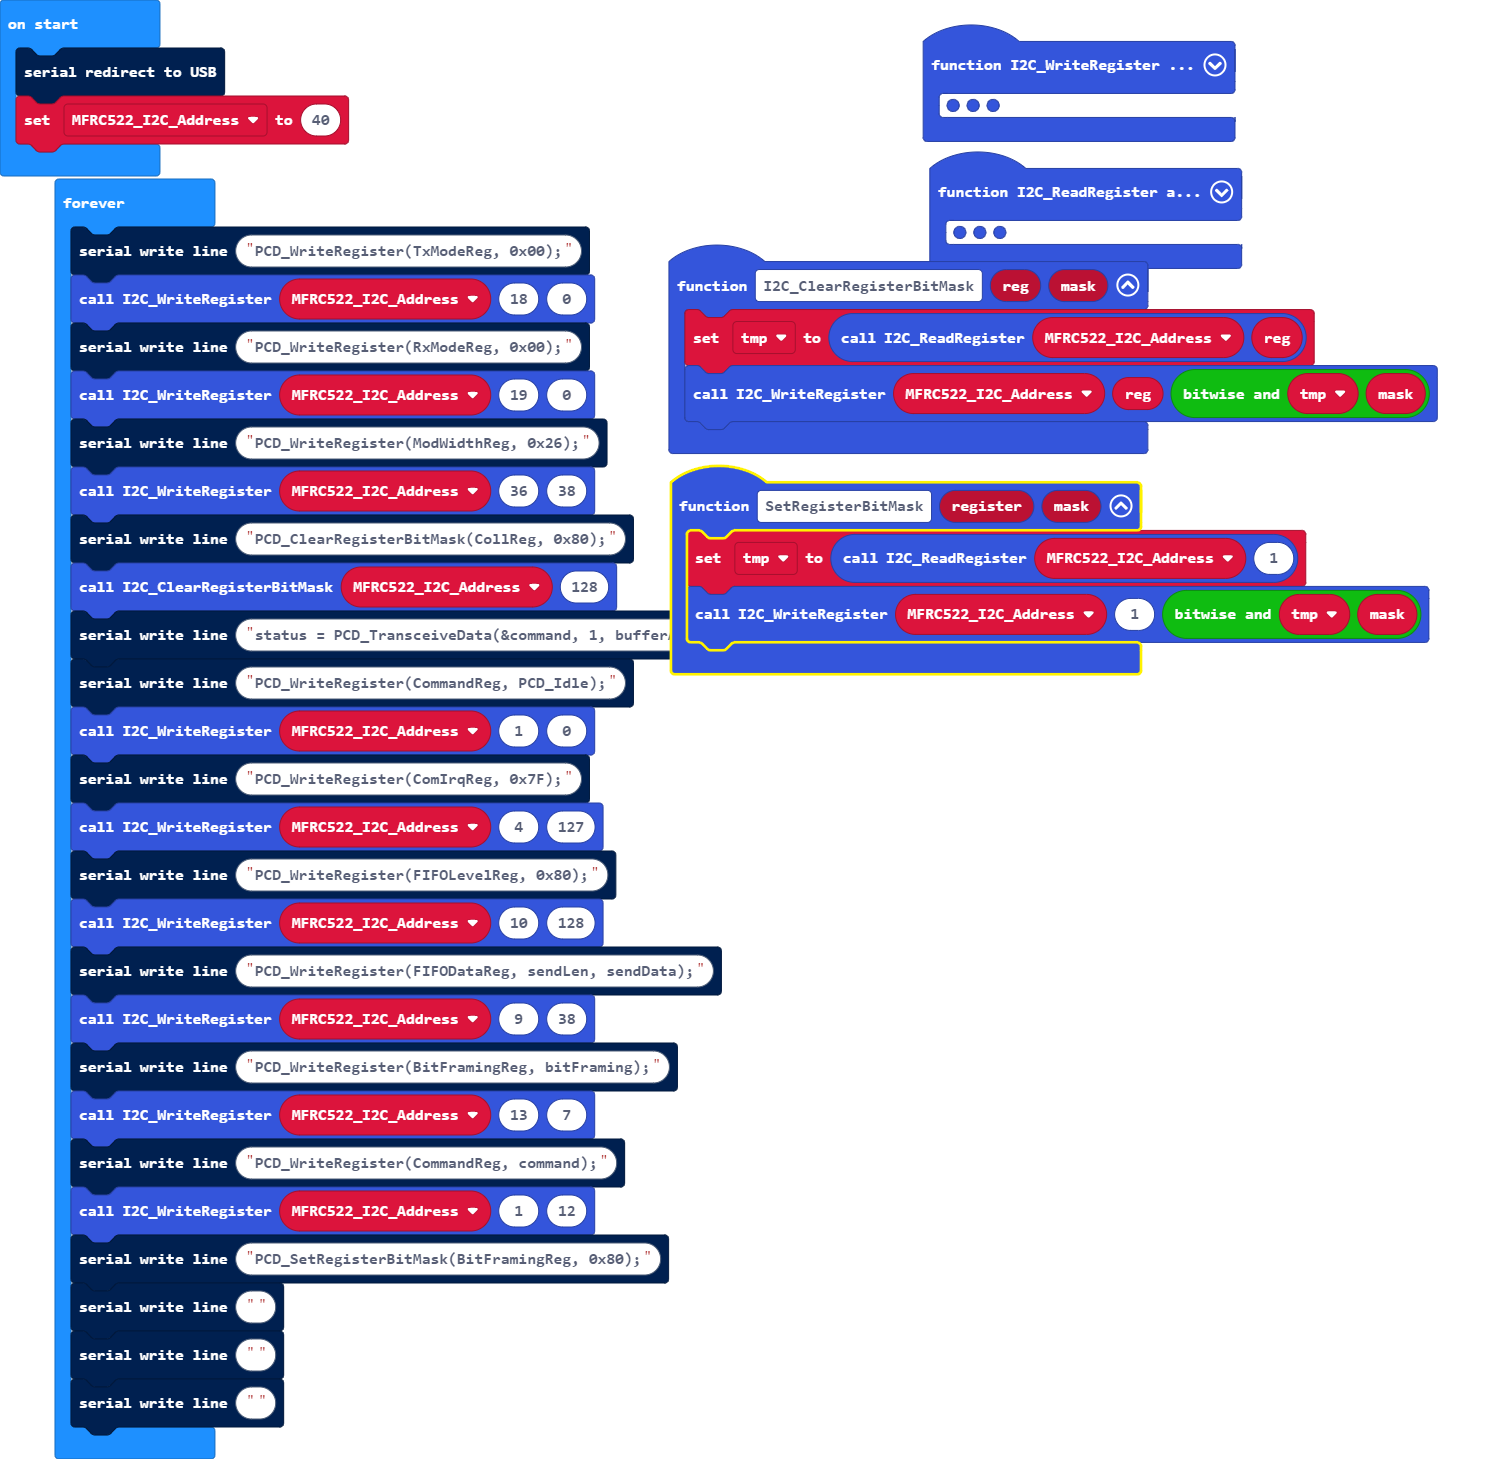 on start
serial redirect to USB
set MFRC522_I2C_Address to 40
forever
serial write line "PCD_WriteRegister(TxModeReg, 0x00);"
call I2C_WriteRegister MFRC522_I2C_Address 18 0
serial write line "PCD_WriteRegister(RxModeReg, 0x00);"
call I2C_WriteRegister MFRC522_I2C_Address 19 0
serial write line "PCD_WriteRegister(ModWidthReg, 0x26);"
call I2C_WriteRegister MFRC522_I2C_Address 36 38
serial write line "PCD_ClearRegisterBitMask(CollReg, 0x80);"
call I2C_ClearRegisterBitMask MFRC522_I2C_Address 128
serial write line "status = PCD_TransceiveData(&command, 1, buffer
serial write line "PCD_WriteRegister(CommandReg, PCD_Idle);"
call I2C_WriteRegister MFRC522_I2C_Address 1 0
serial write line "PCD_WriteRegister(ComIrqReg, 0x7F);"
call I2C_WriteRegister MFRC522_I2C_Address 4 127
serial write line "PCD_WriteRegister(FIFOLevelReg, 0x80);"
call I2C_WriteRegister MFRC522_I2C_Address 10 128
serial write line "PCD_WriteRegister(FIFODataReg, sendLen, sendData);"
call I2C_WriteRegister MFRC522_I2C_Address 9 38
serial write line "PCD_WriteRegister(BitFramingReg, bitFraming);"
call I2C_WriteRegister MFRC522_I2C_Address 13 7
serial write line "PCD_WriteRegister(CommandReg, command);"
call I2C_WriteRegister MFRC522_I2C_Address 1 12
serial write line "PCD_SetRegisterBitMask(BitFramingReg, 0x80);"
serial write line ""
serial write line ""
serial write line ""
function I2C_WriteRegister ...
function I2C_ReadRegister a...
function I2C_ClearRegisterBitMask reg mask
set tmp to call I2C_ReadRegister MFRC522_I2C_Address reg
call I2C_WriteRegister MFRC522_I2C_Address reg bitwise and tmp mask
function SetRegisterBitMask register mask
set tmp to call I2C_ReadRegister MFRC522_I2C_Address 1
call I2C_WriteRegister MFRC522_I2C_Address 1 bitwise and tmp mask